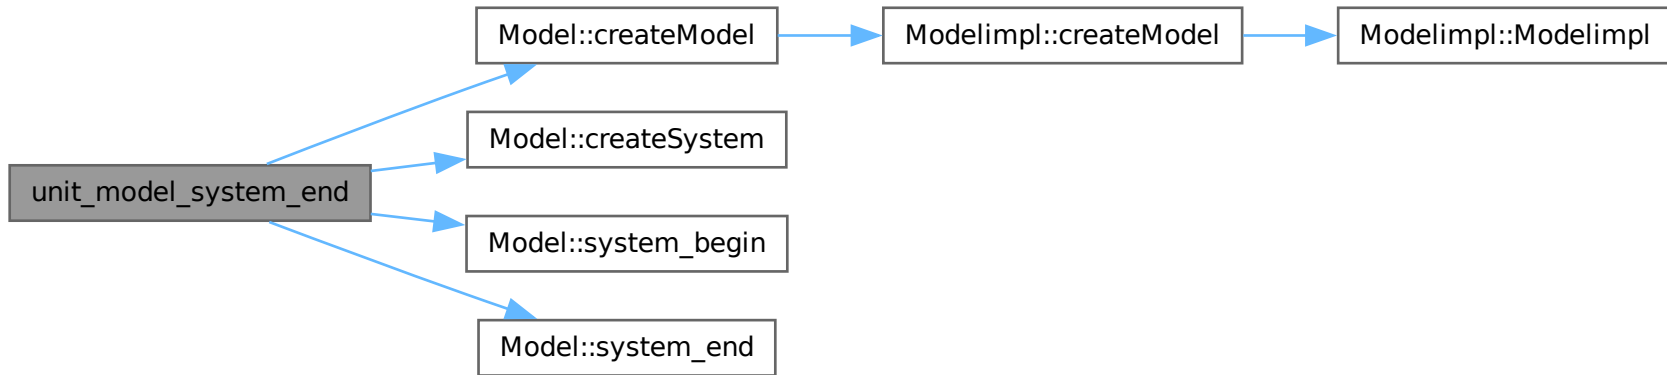 Model::createModel
Modelimpl::createModel
Modelimpl::Modelimpl
Model::createSystem
unit_model_system_end
Model::system_begin
Model::system_end